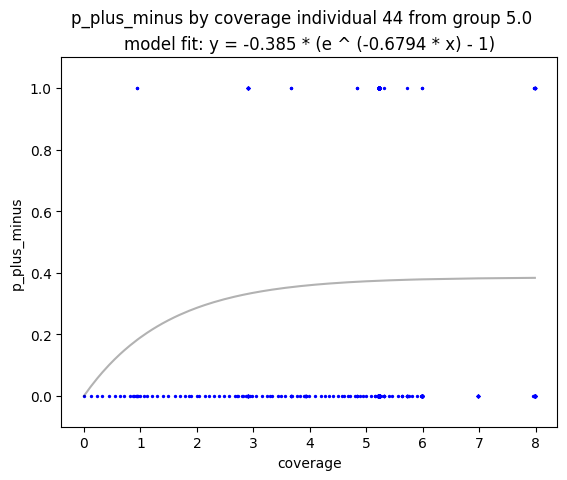 p_plus_minus by coverage individual 44 from group 5.0
model fit: y = -0.385 * (e ^ (-0.6794 * x) - 1)
1.0
0.8
0.6
0.4
0.2
0.0
p_plus_minus
0 1 2 3 4 5 6 7 8
coverage